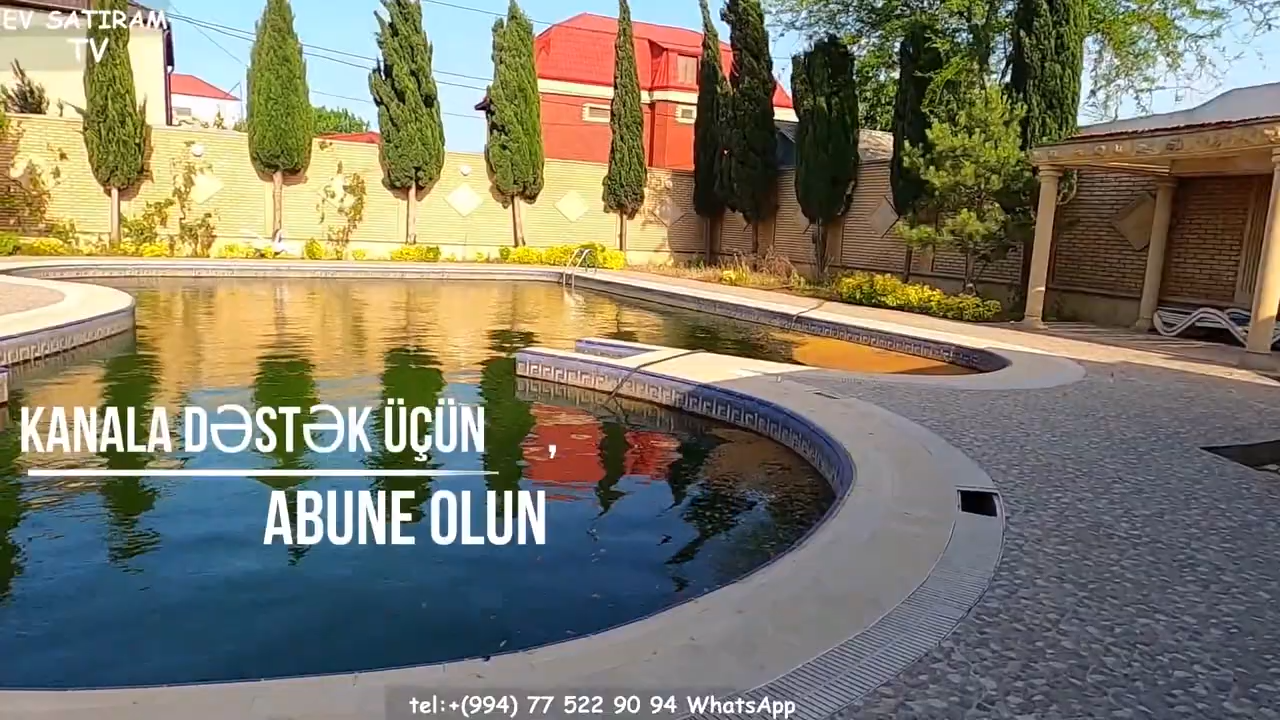 EV SATIRAM
TV
KANALA DƏSTƏK ÜÇÜN ,
ABUNE OLUN
tel:+(994) 77 522 90 94 WhatsApp